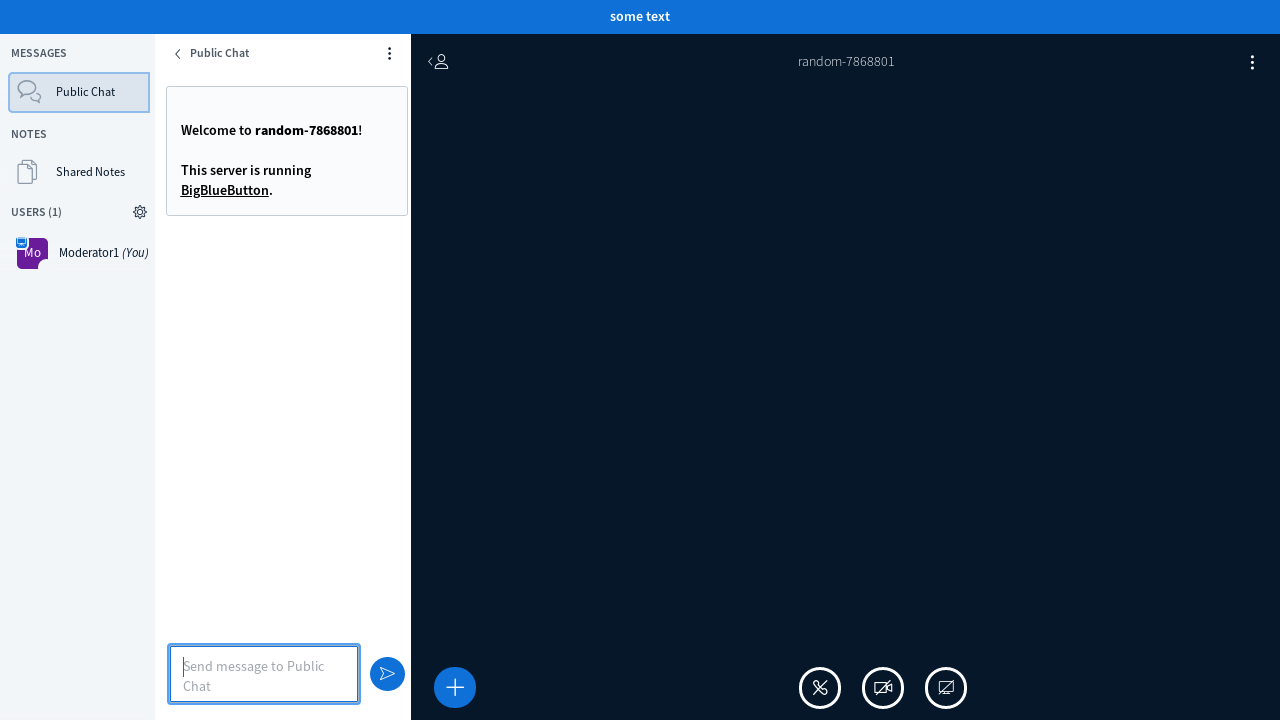 some text
MESSAGES
Public Chat
NOTES
Shared Notes
USERS (1)
Mo
Moderator1 (You)
Public Chat
Welcome to random-7868801!
This server is running
BigBlueButton.
Send message to Public
Chat
random-7868801